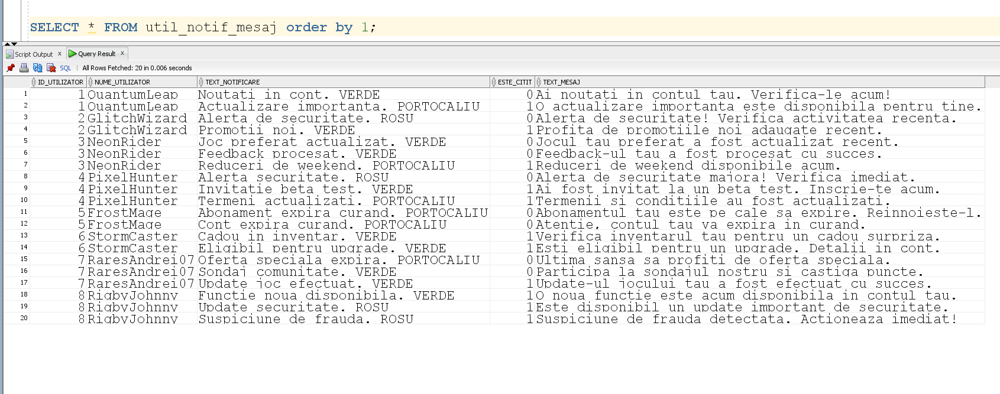 SELECT * FROM util_notif_mesaj order by 1;
Script Output x Query Result x
SQL | All Rows Fetched: 20 in 0.006 seconds
ID_UTILIZATOR NUME_UTILIZATOR TEXT_NOTIFICARE ESTE_CITIT TEXT_MESAJ
1 1 QuantumLeap Noutati in cont. VERDE 0 Ai noutati in contul tau. Verifica-le acum!
2 1 QuantumLeap Actualizare importanta. PORTOCALIU 1 O actualizare importanta este disponibila pentru tine.
3 2 GlitchWizard Alerta de securitate. ROSU 0 Alerta de securitate! Verifica activitatea recenta.
4 2 GlitchWizard Promotii noi. VERDE 1 Profita de promotiile noi adaugate recent.
5 3 NeonRider Joc preferat actualizat. VERDE 0 Jocul tau preferat a fost actualizat recent.
6 3 NeonRider Feedback procesat. VERDE 0 Feedback-ul tau a fost procesat cu succes.
7 3 NeonRider Reduceri de weekend. PORTOCALIU 1 Reduceri de weekend disponibile acum.
8 4 PixelHunter Alerta securitate. ROSU 0 Alerta de securitate majora! Verifica imediat.
9 4 PixelHunter Invitatie beta test. VERDE 1 Ai fost invitat la un beta test. Inscrie-te acum.
10 4 PixelHunter Termeni actualizati. PORTOCALIU 1 Termenii si conditiile au fost actualizati.
11 5 FrostMage Abonament expira curand. PORTOCALIU 0 Abonamentul tau este pe cale sa expire. Reinnoieste-l.
12 5 FrostMage Cont expira curand. PORTOCALIU 0 Atentie, contul tau va expira in curand.
13 6 StormCaster Cadou in inventar. VERDE 1 Verifica inventarul tau pentru un cadou surpriza.
14 6 StormCaster Eligibil pentru upgrade. VERDE 1 Esti eligibil pentru un upgrade. Detalii in cont.
15 7 RaresAndrei07 Oferta speciala expira. PORTOCALIU 0 Ultima sansa sa profiti de oferta speciala.
16 7 RaresAndrei07 Sondaj comunitate. VERDE 0 Participa la sondajul nostru si castiga puncte.
17 7 RaresAndrei07 Update joc efectuat. VERDE 1 Update-ul jocului tau a fost efectuat cu succes.
18 8 RigbyJohnny Functie noua disponibila. VERDE 1 O noua functie este acum disponibila in contul tau.
19 8 RigbyJohnny Update securitate. ROSU 1 Este disponibil un update important de securitate.
20 8 RigbyJohnny Suspiciune de frauda. ROSU 1 Suspiciune de frauda detectata. Actioneaza imediat!